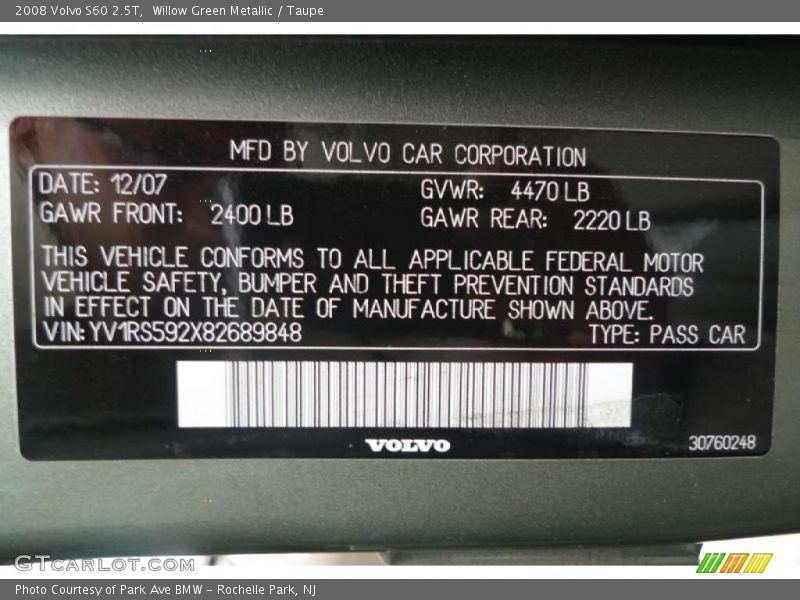 2008 Volvo S60 2.5T, Willow Green Metallic / Taupe
MFD BY VOLVO CAR CORPORATION
DATE: 12/07 GVWR: 4470 LB
GAWR FRONT: 2400 LB GAWR REAR: 2220 LB
THIS VEHICLE CONFORMS TO ALL APPLICABLE FEDERAL MOTOR
VEHICLE SAFETY, BUMPER AND THEFT PREVENTION STANDARDS
IN EFFECT ON THE DATE OF MANUFACTURE SHOWN ABOVE.
VIN: YV1RS592X82689848 TYPE: PASS CAR
VOLVO
30760248
GTCARLOT.COM
Photo Courtesy of Park Ave BMW - Rochelle Park, NJ